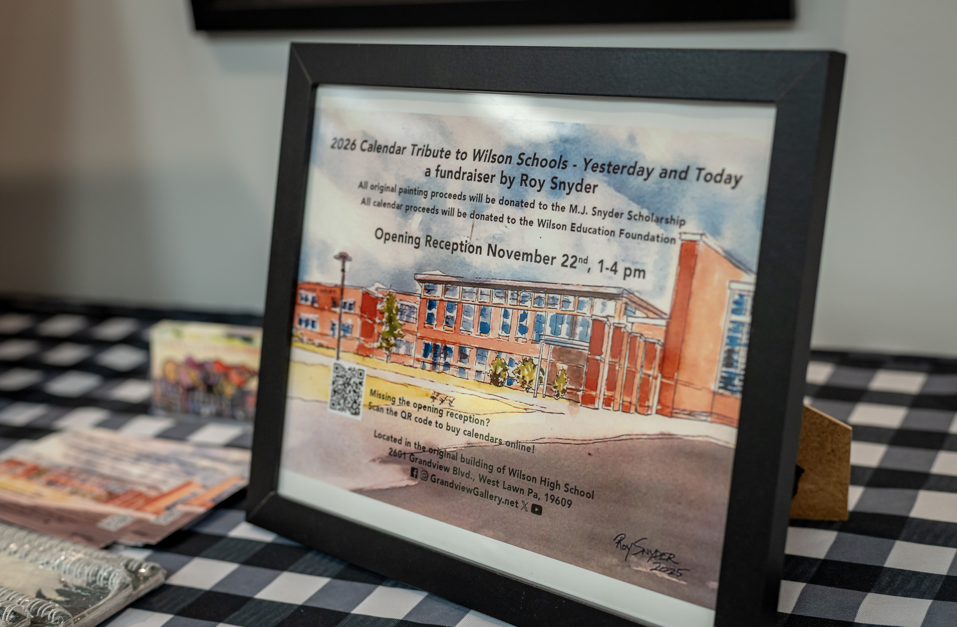 2026 Calendar Tribute to Wilson Schools - Yesterday and Today
a fundraiser by Roy Snyder
All original painting proceeds will be donated to the M.J. Snyder Scholarship
All calendar proceeds will be donated to the Wilson Education Foundation
Opening Reception November 22nd, 1-4 pm
Missing the opening reception?
Scan the QR code to buy calendars online!
Located in the original building of Wilson High School
2601 Grandview Blvd., West Lawn Pa, 19609
GrandviewGallery.net
Roy Snyder
2025